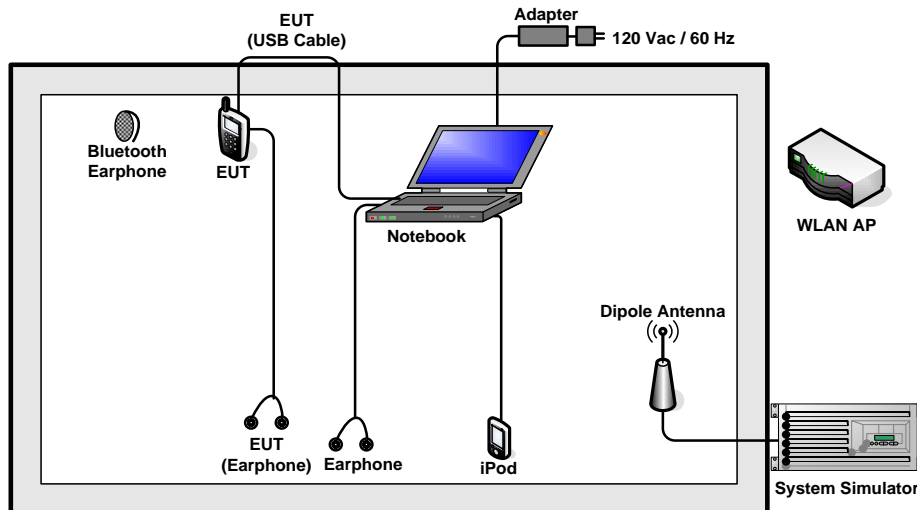 EUT
(USB Cable)
Adapter
120 Vac / 60 Hz
Bluetooth
Earphone
EUT
Notebook
WLAN AP
Dipole Antenna
EUT
(Earphone)
Earphone
iPod
System Simulator